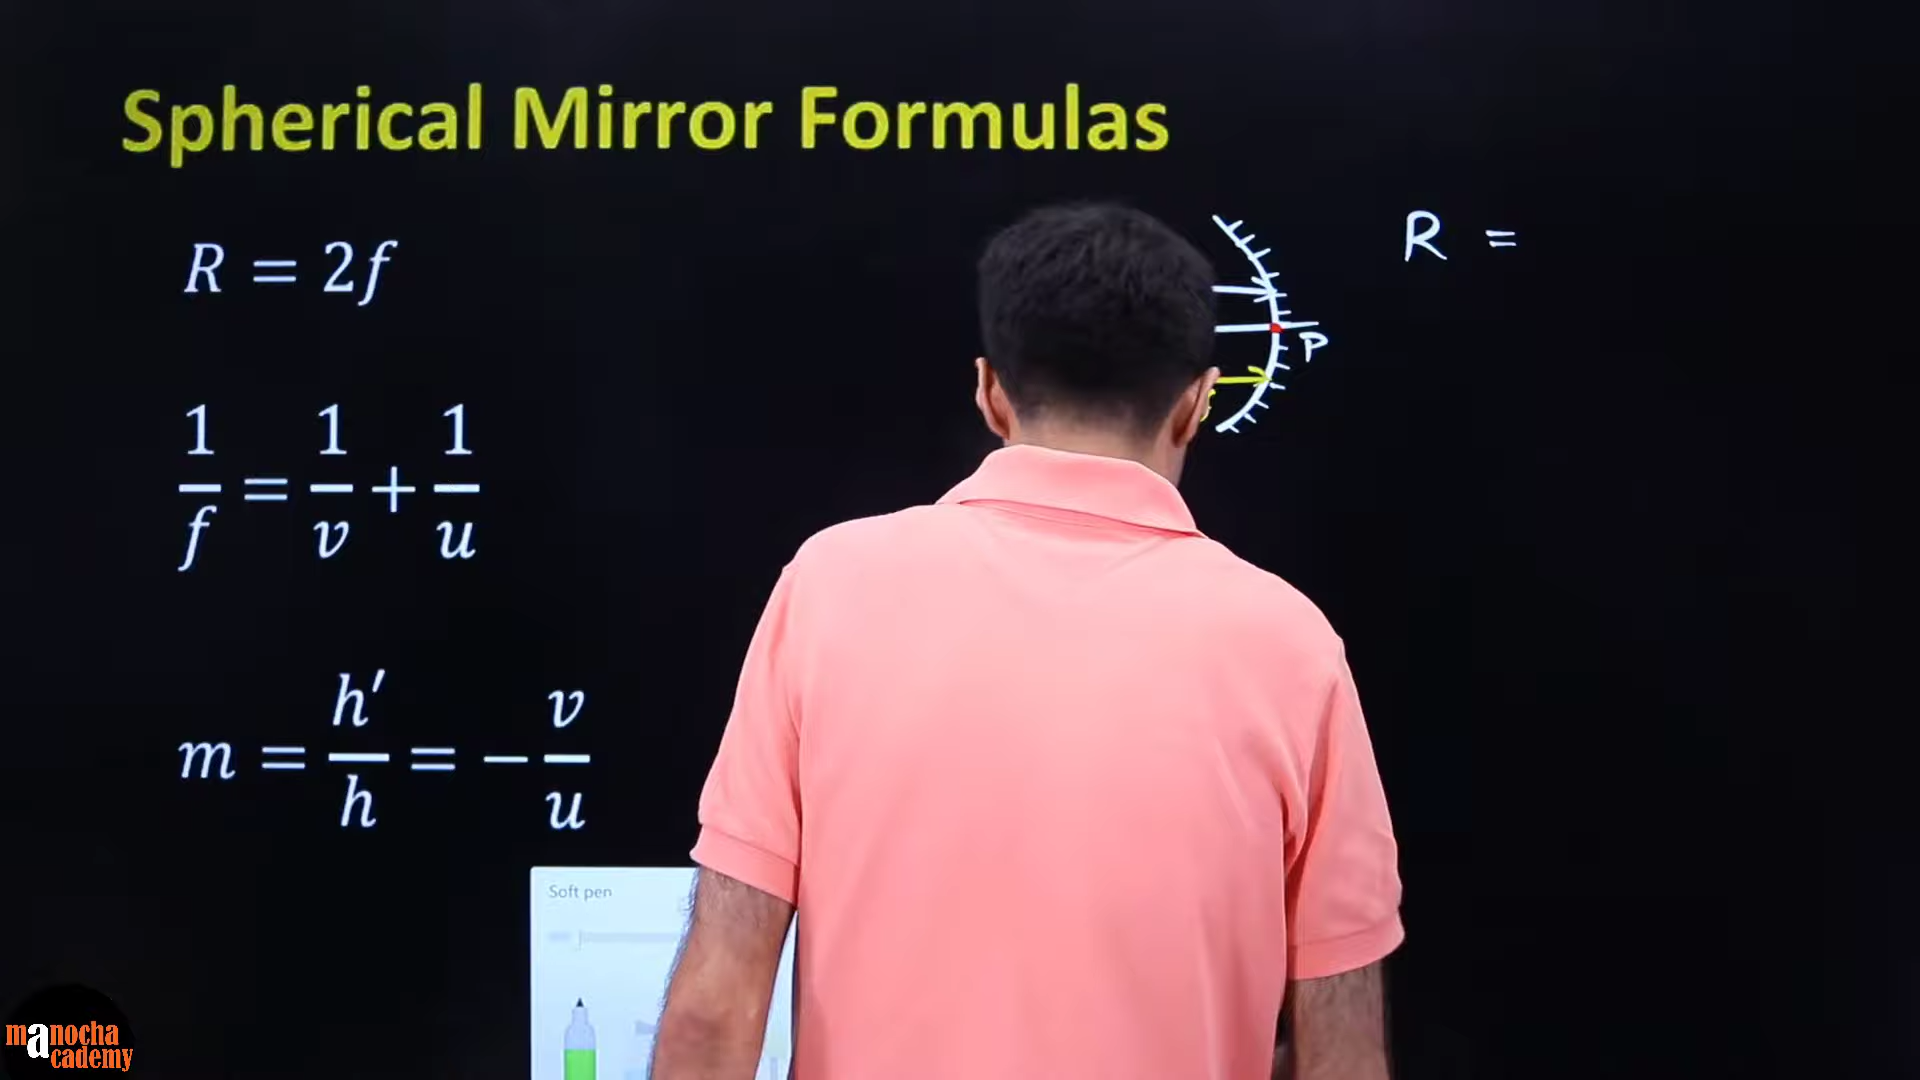 Spherical Mirror Formulas
R = 2f
R =
P
1/f = 1/v + 1/u
m = h'/h = - v/u
Soft pen
manocha
academy